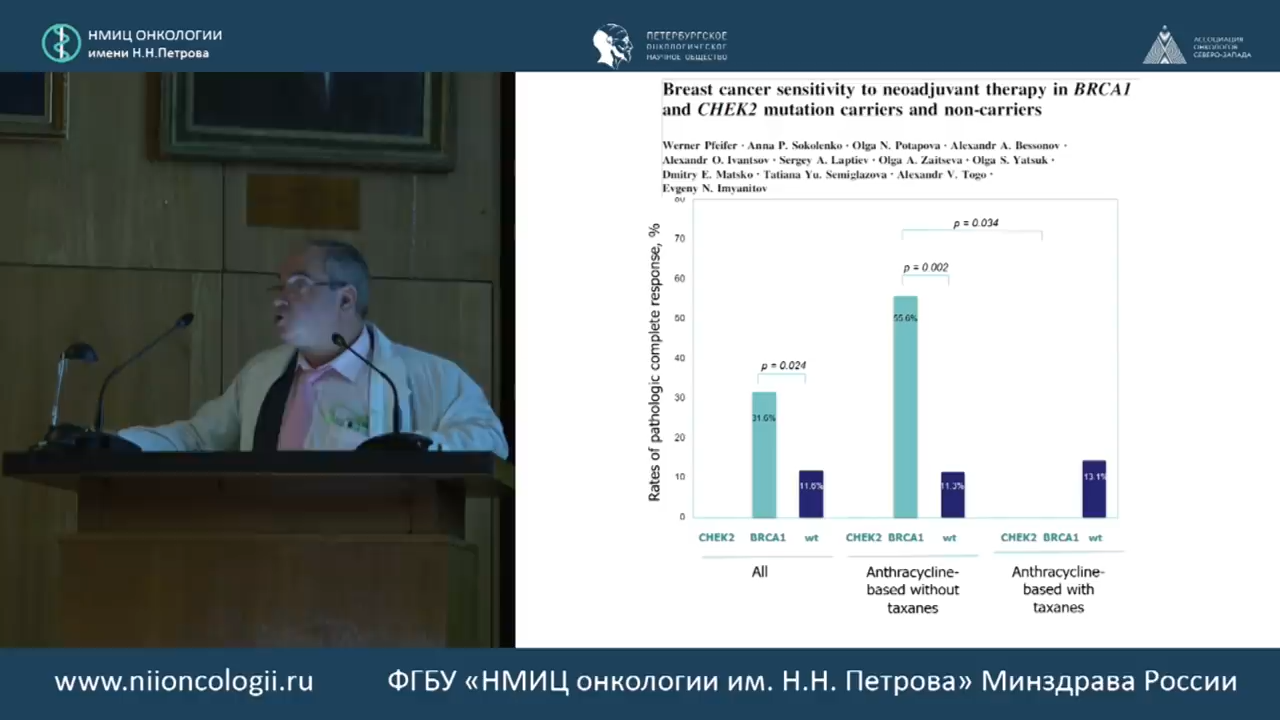 НМИЦ ОНКОЛОГИИ
имени Н.Н.Петрова
ПЕТЕРБУРГСКОЕ
ОНКОЛОГИЧЕСКОЕ
НАУЧНОЕ ОБЩЕСТВО
АССОЦИАЦИЯ
ОНКОЛОГОВ
СЕВЕРО-ЗАПАДА
Breast cancer sensitivity to neoadjuvant therapy in BRCA1
and CHEK2 mutation carriers and non-carriers
Werner Pfeifer · Anna P. Sokolenko · Olga N. Potapova · Alexandr A. Bessonov ·
Alexandr O. Ivantsov · Sergey A. Laptiev · Olga A. Zaitseva · Olga S. Yatsuk ·
Dmitry E. Matsko · Tatiana Yu. Semiglazova · Alexandr V. Togo ·
Evgeny N. Imyanitov
Rates of pathologic complete response, %
80
70
60
50
40
30
20
10
0
p = 0.024
p = 0.002
p = 0.034
31.6%
11.6%
55.6%
11.3%
13.1%
CHEK2 BRCA1 wt
CHEK2 BRCA1 wt
CHEK2 BRCA1 wt
All
Anthracycline-
based without
taxanes
Anthracycline-
based with
taxanes
www.niioncologii.ru
ФГБУ «НМИЦ онкологии им. Н.Н. Петрова» Минздрава России